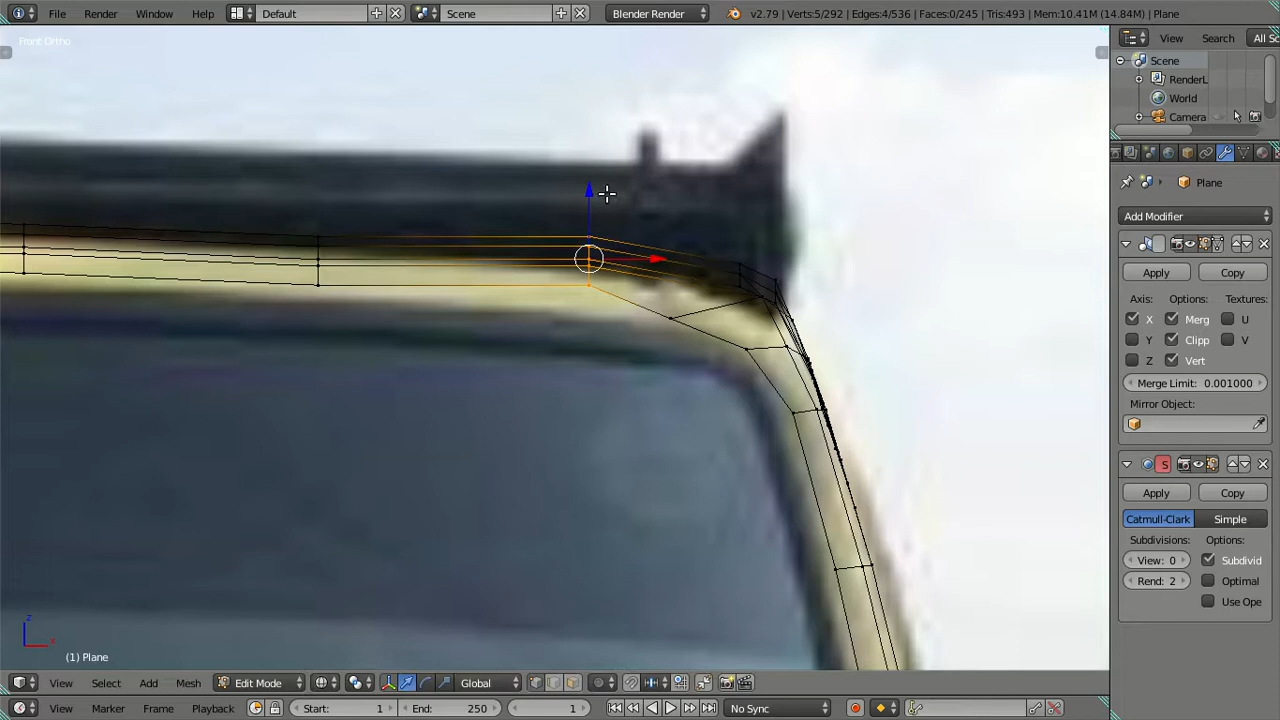 File Render Window Help Default Scene Blender Render v2.79 | Verts:5/292 | Edges:4/536 | Faces:0/245 | Tris:493 | Mem:10.41M (14.84M) | Plane
Front Ortho
View Search All Sc
Scene
RenderL
World
Camera
Plane
Add Modifier
Apply Copy
Axis: Options: Textures:
X Merg U
Y Clipp V
Z Vert
Merge Limit: 0.001000
Mirror Object:
S
Apply Copy
Catmull-Clark Simple
Subdivisions: Options:
View: 0 Subdivid
Rend: 2 Optimal
Use Ope
z
x
(1) Plane
View Select Add Mesh Edit Mode Global
View Marker Frame Playback Start: 1 End: 250 1 No Sync